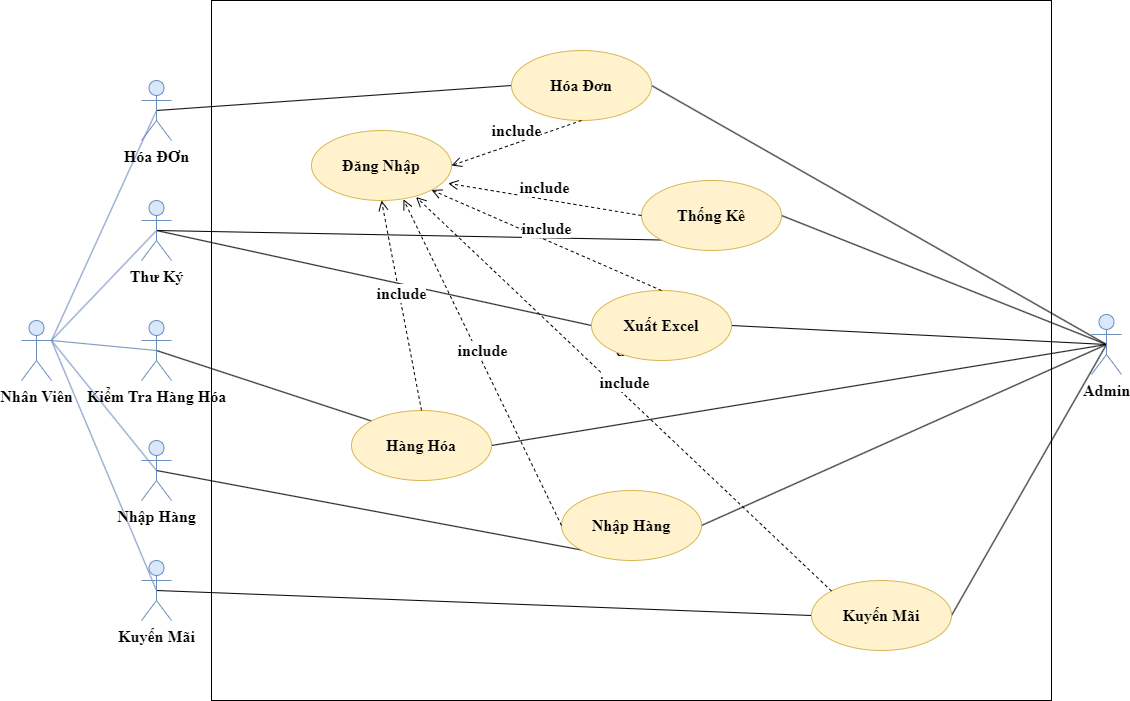 Hóa Đơn
include
Hóa ĐƠn
Đăng Nhập
include
Thống Kê
include
Thư Ký
include
Xuất Excel
include
include
Nhân Viên
Kiểm Tra Hàng Hóa
Admin
Hàng Hóa
Nhập Hàng
Nhập Hàng
Kuyến Mãi
Kuyến Mãi